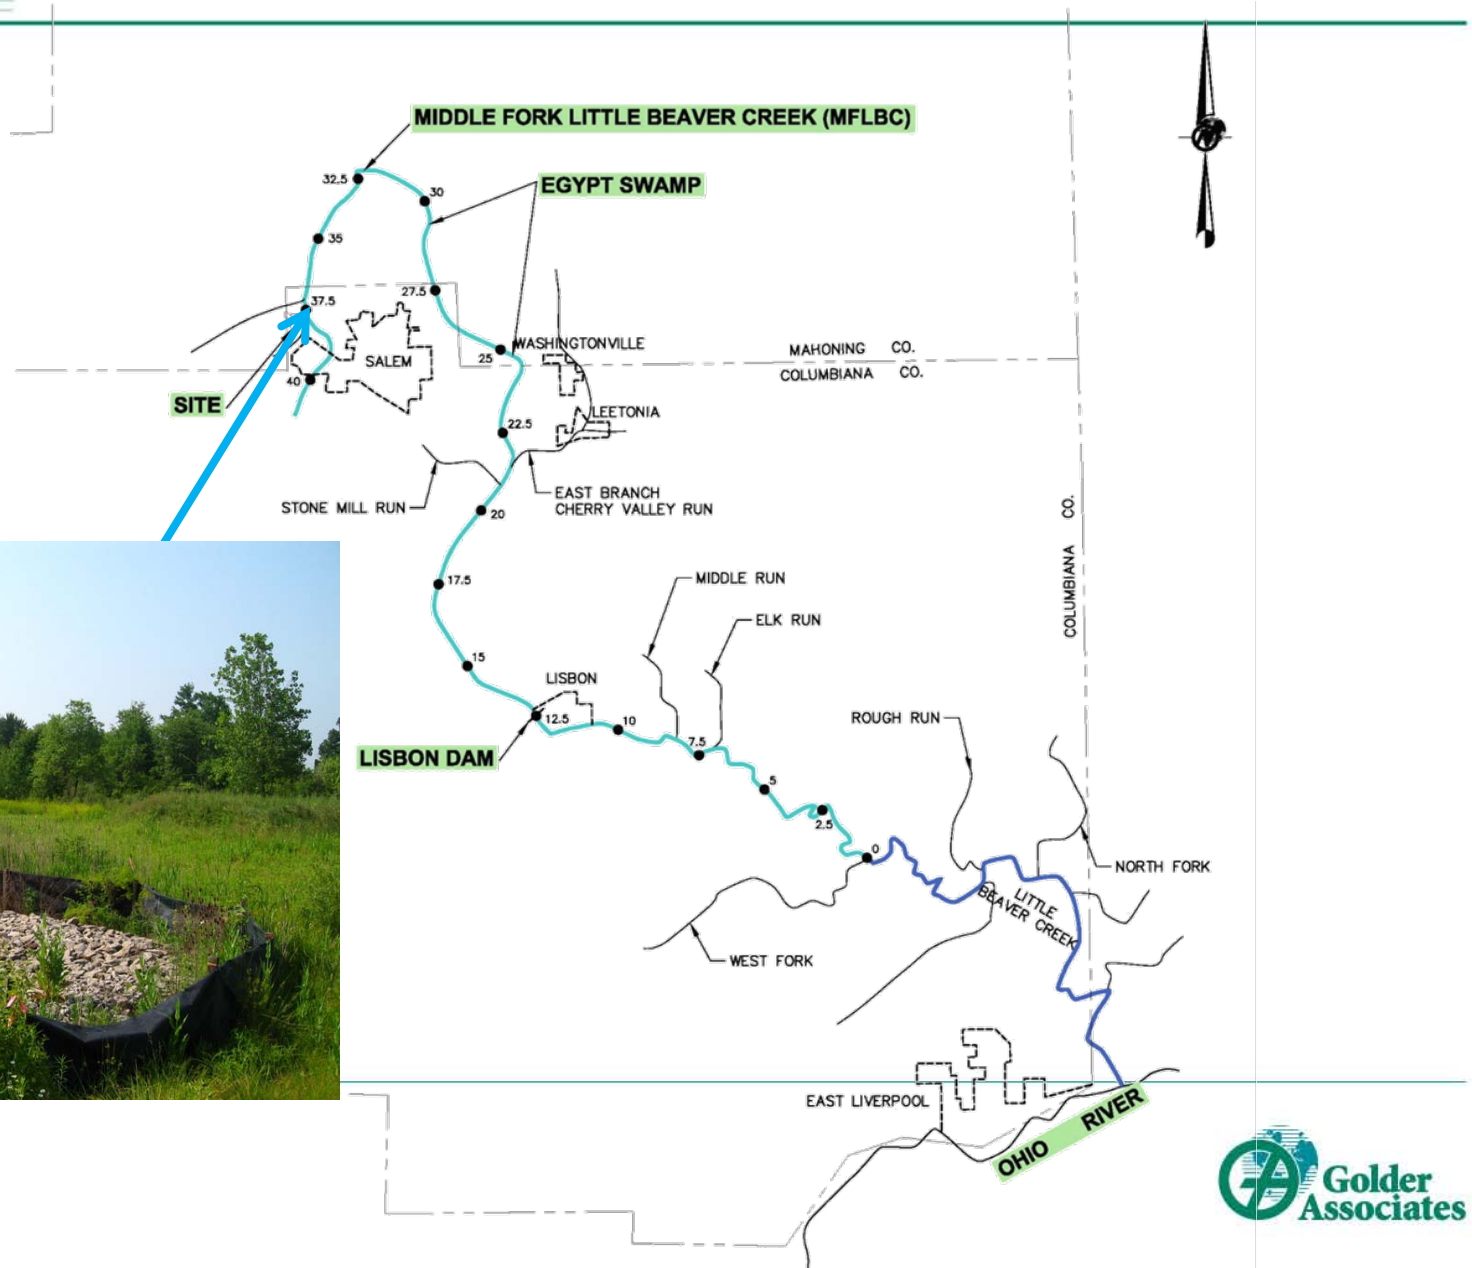 MIDDLE FORK LITTLE BEAVER CREEK (MFLBC)
32.5
30
EGYPT SWAMP
35
37.5
27.5
SALEM
25
WASHINGTONVILLE
MAHONING CO.
COLUMBIANA CO.
40
SITE
22.5
LEETONIA
STONE MILL RUN
EAST BRANCH
CHERRY VALLEY RUN
20
COLUMBIANA CO.
17.5
MIDDLE RUN
ELK RUN
15
LISBON
12.5
10
LISBON DAM
7.5
ROUGH RUN
5
2.5
0
NORTH FORK
LITTLE
BEAVER CREEK
WEST FORK
EAST LIVERPOOL
OHIO RIVER
Golder
Associates